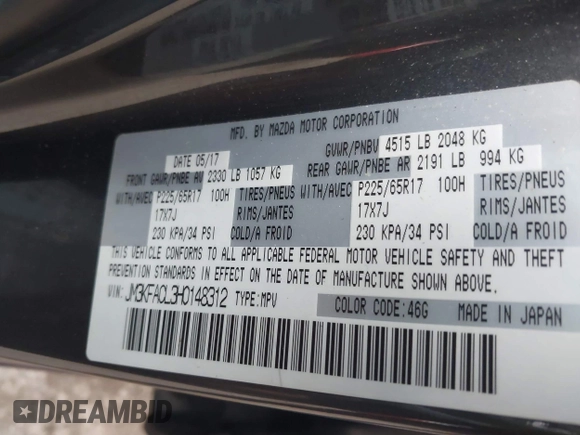 MFD. BY MAZDA MOTOR CORPORATION
DATE 05/17 GVWR/PNBV 4515 LB 2048 KG
FRONT GAWR/PNBE AV 2330 LB 1057 KG REAR GAWR/PNBE AR 2191 LB 994 KG
WITH/AVEC P225/65R17 100H TIRES/PNEUS WITH/AVEC P225/65R17 100H TIRES/PNEUS
17X7J RIMS/JANTES 17X7J RIMS/JANTES
230 KPA/34 PSI COLD/A FROID 230 KPA/34 PSI COLD/A FROID
THIS VEHICLE CONFORMS TO ALL APPLICABLE FEDERAL MOTOR VEHICLE SAFETY AND THEFT
PREVENTION STANDARDS IN EFFECT ON THE DATE OF MANUFACTURE SHOWN ABOVE.
VIN: JM3KFACL3H0148312 TYPE:MPV COLOR CODE:46G MADE IN JAPAN
DREAMBID